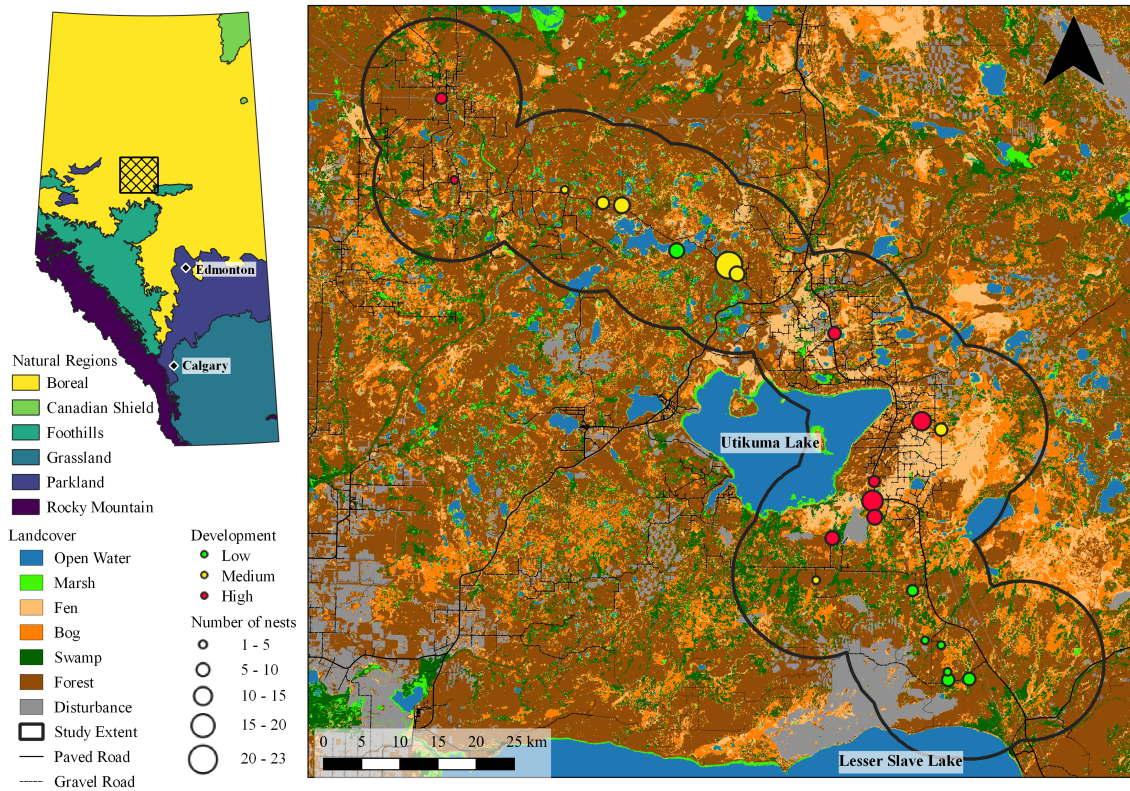 Edmonton
Calgary
Natural Regions
Boreal
Canadian Shield
Foothills
Grassland
Parkland
Rocky Mountain
Landcover
Open Water
Marsh
Fen
Bog
Swamp
Forest
Disturbance
Study Extent
Paved Road
Gravel Road
Development
Low
Medium
High
Number of nests
1 - 5
5 - 10
10 - 15
15 - 20
20 - 23
Utikuma Lake
0 5 10 15 20 25 km
Lesser Slave Lake